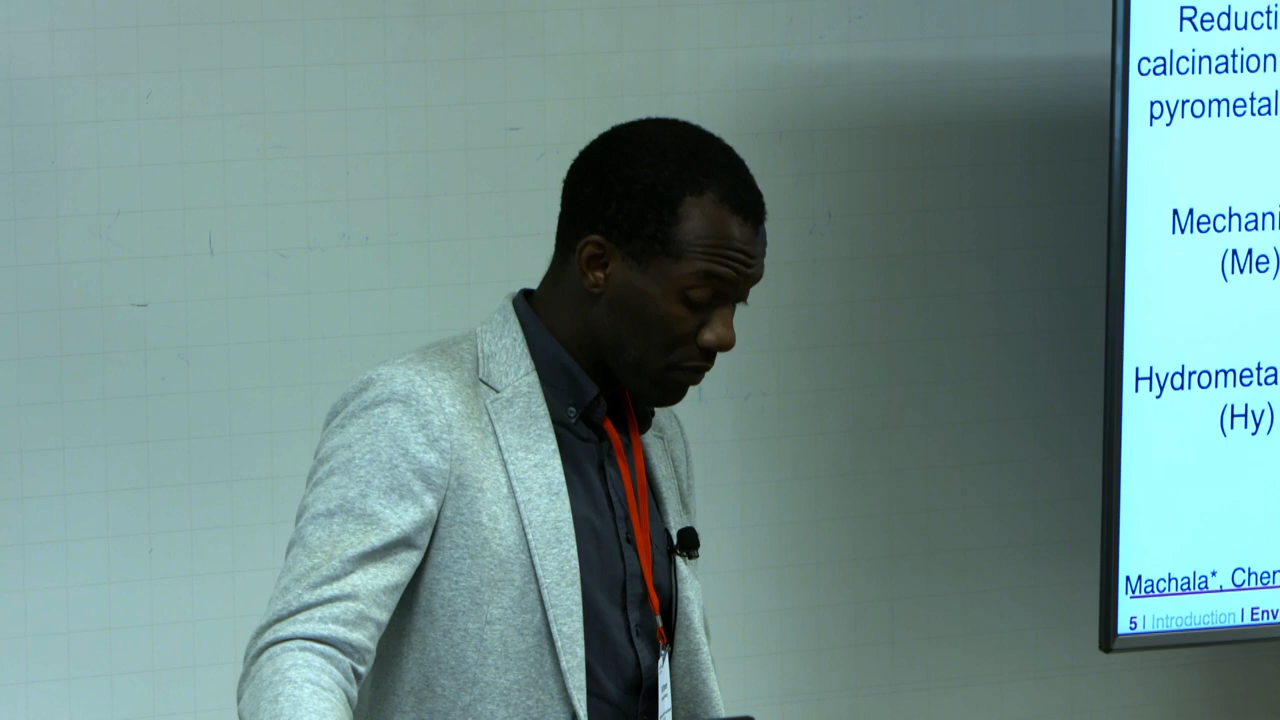 Reducti
calcination
pyrometal
Mechani
(Me)
Hydrometa
(Hy)
Machala*, Chen
5 | Introduction | Env